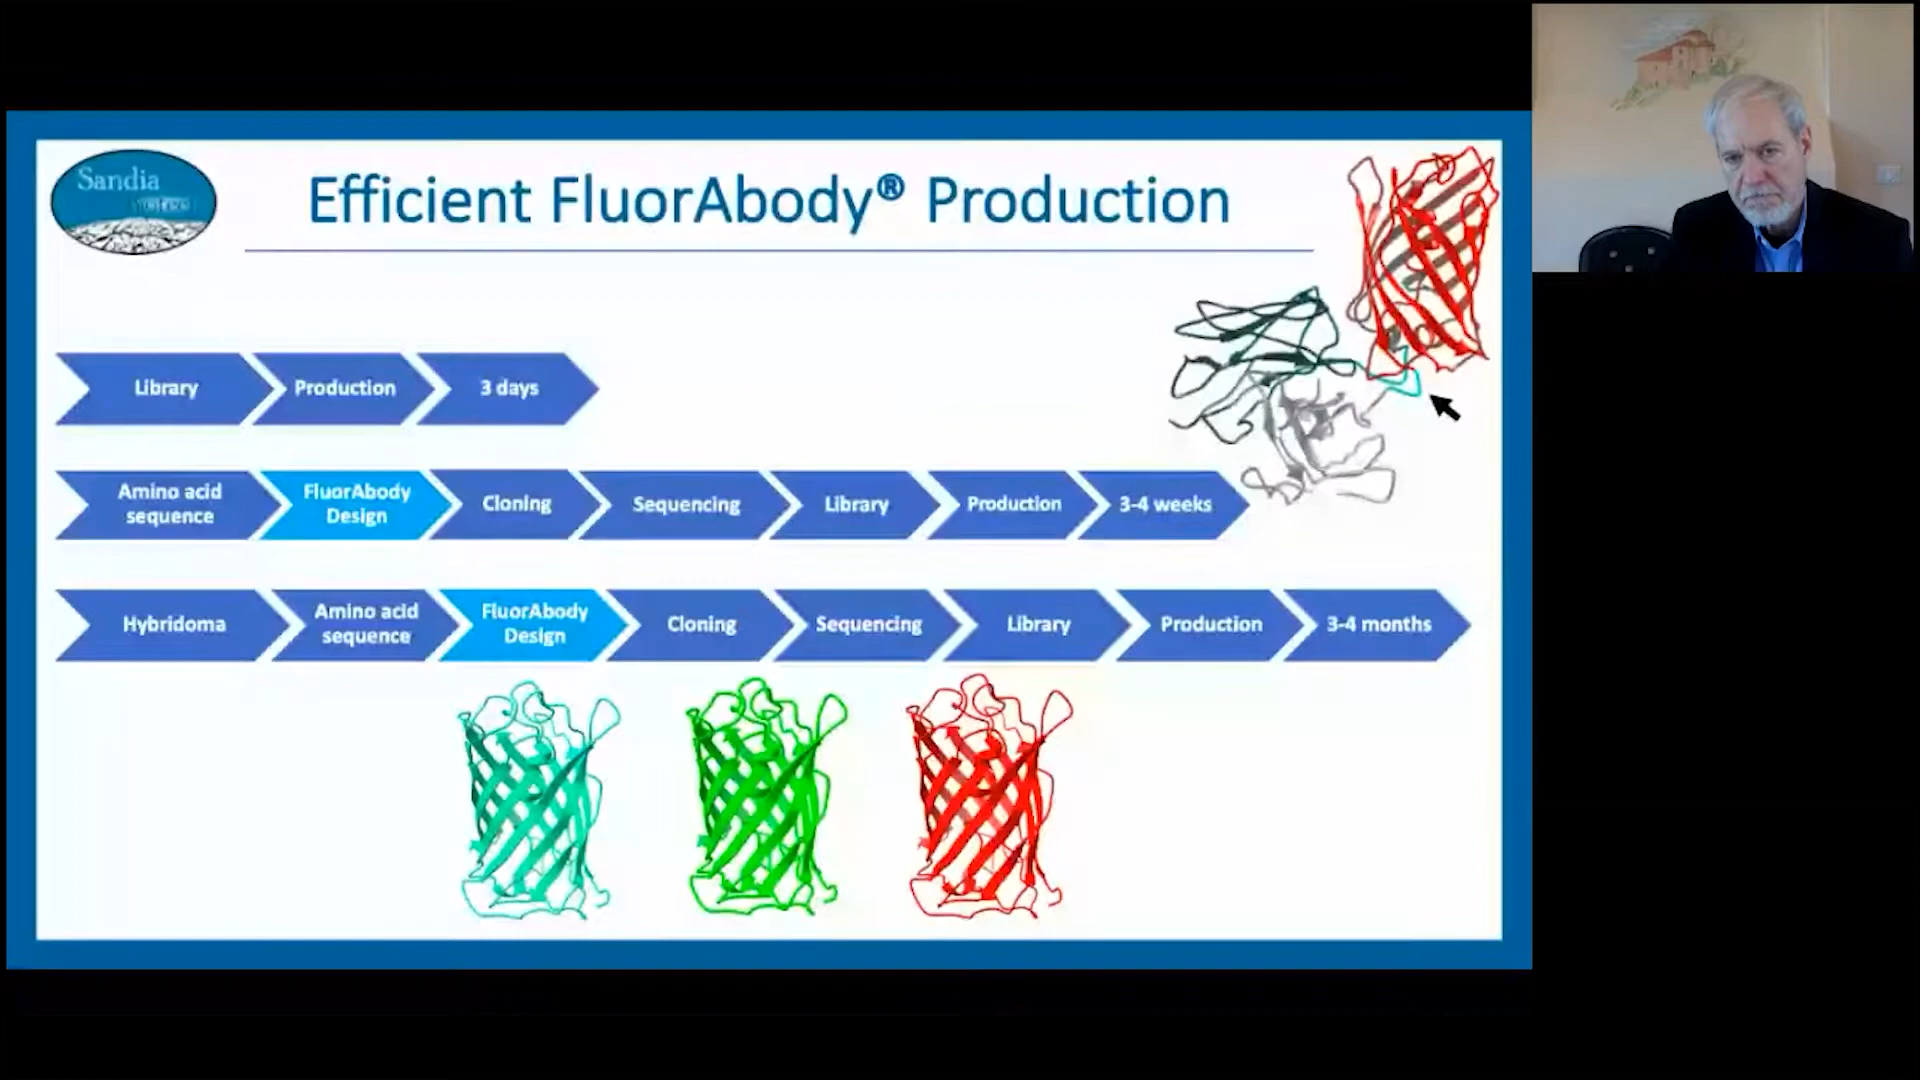 Sandia
Efficient FluorAbody® Production
Library
Production
3 days
Amino acid
sequence
FluorAbody
Design
Cloning
Sequencing
Library
Production
3-4 weeks
Hybridoma
Amino acid
sequence
FluorAbody
Design
Cloning
Sequencing
Library
Production
3-4 months